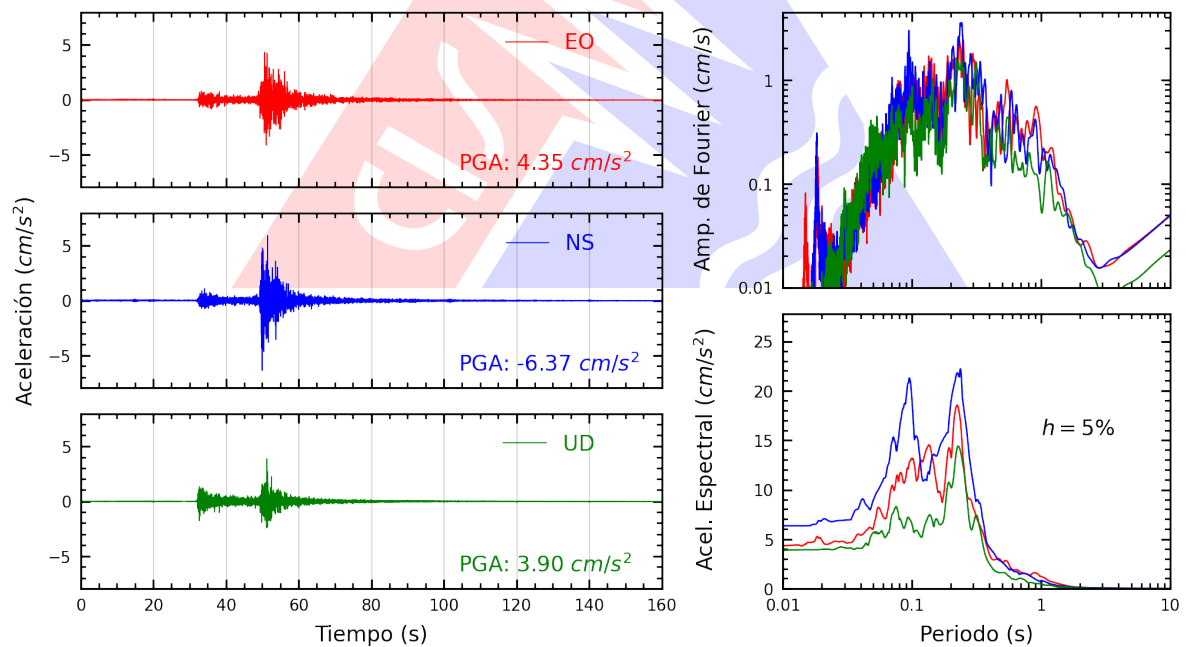 Aceleración (cm/s²)
5
0
−5
EO
PGA: 4.35 cm/s²
5
0
−5
NS
PGA: -6.37 cm/s²
5
0
−5
UD
PGA: 3.90 cm/s²
0 20 40 60 80 100 120 140 160
Tiempo (s)
Amp. de Fourier (cm/s)
1
0.1
0.01
Acel. Espectral (cm/s²)
25
20
15
10
5
0
h = 5%
0.01 0.1 1 10
Periodo (s)